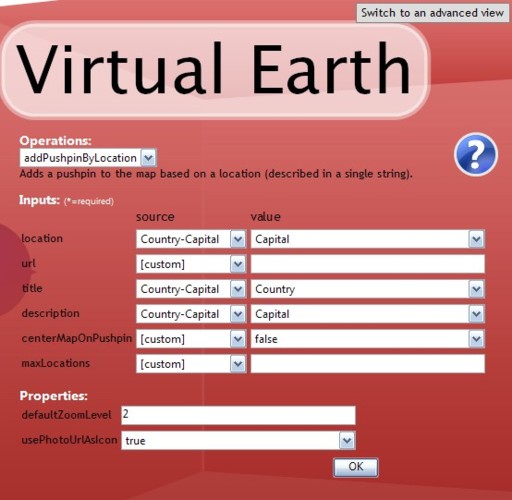 Switch to an advanced view
Virtual Earth
Operations:
addPushpinByLocation
?
Adds a pushpin to the map based on a location (described in a single string).
Inputs: (*=required)
source value
location Country-Capital Capital
url [custom]
title Country-Capital Country
description Country-Capital Capital
centerMapOnPushpin [custom] false
maxLocations [custom]
Properties:
defaultZoomLevel 2
usePhotoUrlAsIcon true
OK